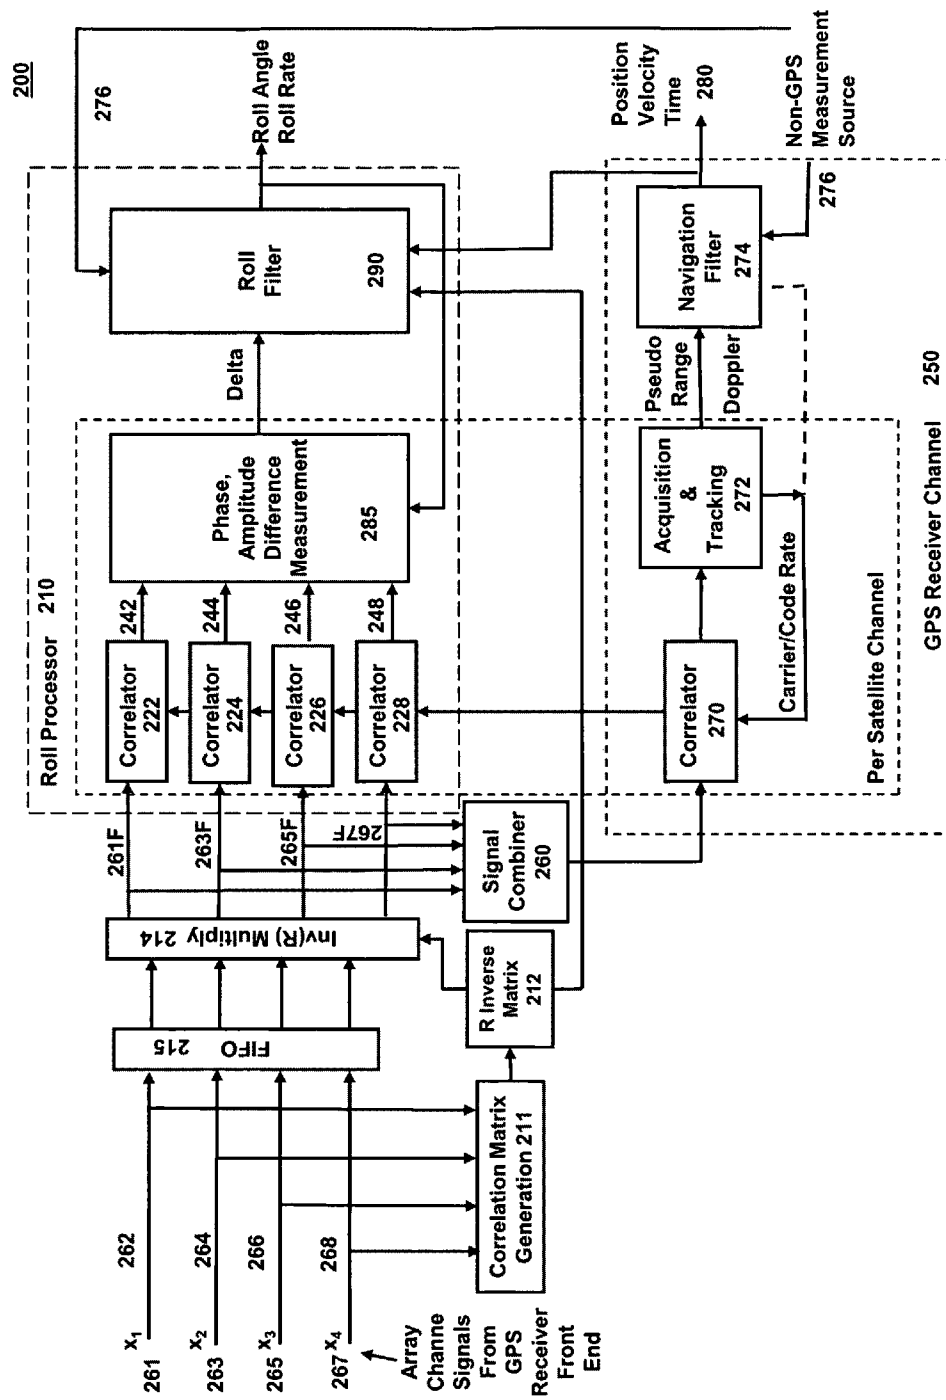 200
276
Roll Angle
Roll Rate
Roll Processor 210
Roll
Filter
290
Delta
Phase,
Amplitude
Difference
Measurement
285
242
244
246
248
Correlator
222
Correlator
224
Correlator
226
Correlator
228
261F
263F
265F
267F
Inv(R) Multiply 214
FIFO 215
262
264
266
268
X1
261
X2
263
X3
265
X4
267
Array
Channe
Signals
From
GPS
Receiver
Front
End
Correlation Matrix
Generation 211
R Inverse
Matrix
212
Signal
Combiner
260
Correlator
270
Carrier/Code Rate
Acquisition
&
Tracking
272
Pseudo
Range
Doppler
Navigation
Filter
274
Position
Velocity
Time
280
Non-GPS
Measurement
Source
276
Per Satellite Channel
GPS Receiver Channel 250